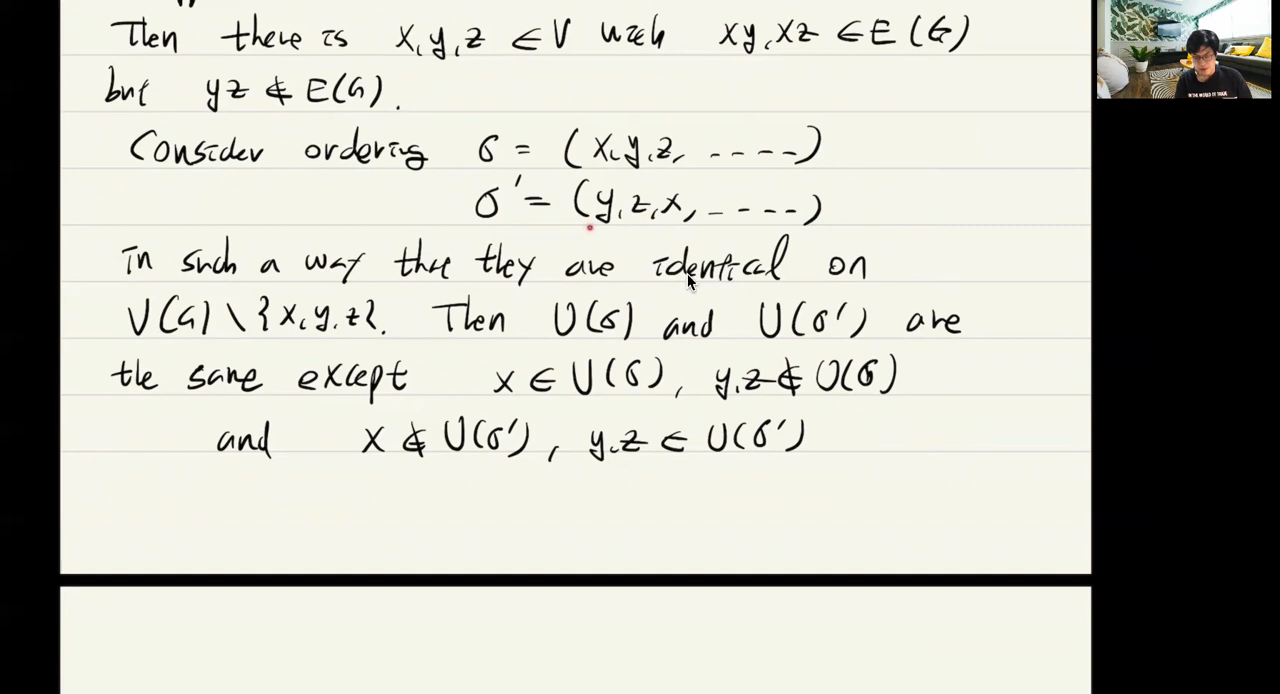 Then there is x, y, z ∈ V with xy, xz ∈ E(G)
but yz ∉ E(G).
Consider ordering σ = (x, y, z, -----)
σ' = (y, z, x, -----)
in such a way that they are identical on
V(G) \ {x, y, z}. Then U(σ) and U(σ') are
the same except x ∈ U(σ), y, z ∉ U(σ)
and x ∉ U(σ'), y, z ∈ U(σ')